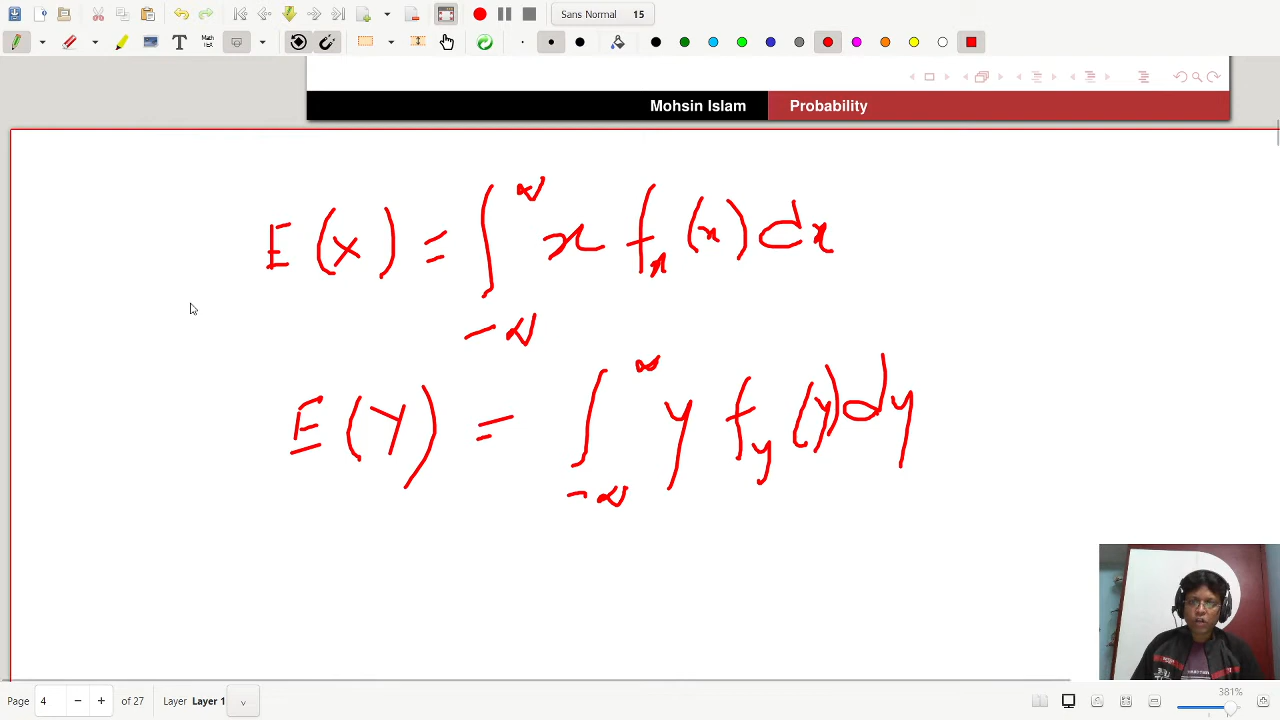 Sans Normal 15
Mohsin Islam Probability
E(X) = ∫_{-∞}^{∞} x f_x(x) dx
E(Y) = ∫_{-∞}^{∞} y f_y(y) dy
Page 4 of 27 Layer Layer 1 381%